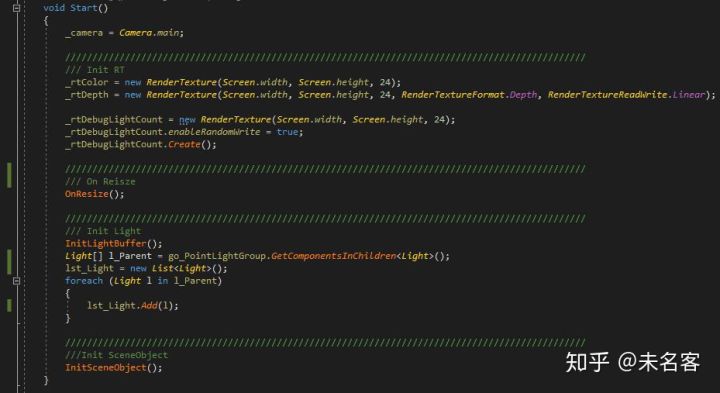 void Start()
{
_camera = Camera.main;
////////////////////////////////////////////////////////////////////////////////////////////////
/// Init RT
_rtColor = new RenderTexture(Screen.width, Screen.height, 24);
_rtDepth = new RenderTexture(Screen.width, Screen.height, 24, RenderTextureFormat.Depth, RenderTextureReadWrite.Linear);
_rtDebugLightCount = new RenderTexture(Screen.width, Screen.height, 24);
_rtDebugLightCount.enableRandomWrite = true;
_rtDebugLightCount.Create();
////////////////////////////////////////////////////////////////////////////////////////////////
/// On Reisze
OnResize();
////////////////////////////////////////////////////////////////////////////////////////////////
/// Init Light
InitLightBuffer();
Light[] l_Parent = go_PointLightGroup.GetComponentsInChildren<Light>();
lst_Light = new List<Light>();
foreach (Light l in l_Parent)
{
lst_Light.Add(l);
}
////////////////////////////////////////////////////////////////////////////////////////////////
///Init SceneObject
InitSceneObject();
}
知乎 @未名客